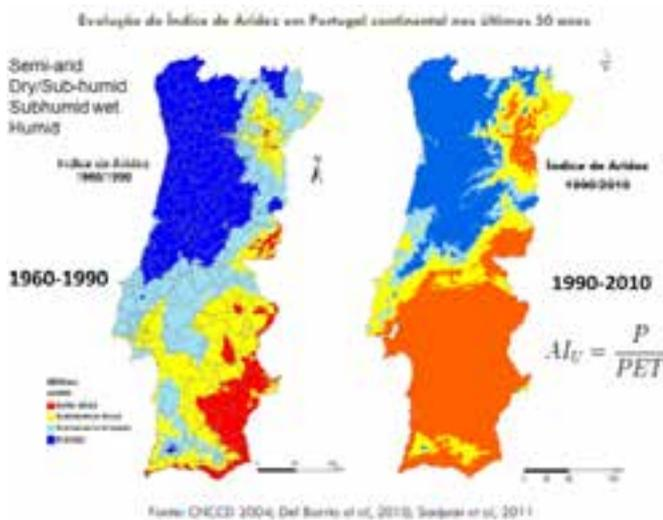 Evolução do Índice de Aridez em Portugal continental nos últimos 50 anos
Semi-arid
Dry/Sub-humid
Subhumid wet
Humid
Índice de Aridez
1960/1990
Índice de Aridez
1990/2010
1960-1990
1990-2010
AI_U = P / PET
Fonte: CNCCD 2004; Del Barrio et al, 2010; Sanjuan et al, 2011